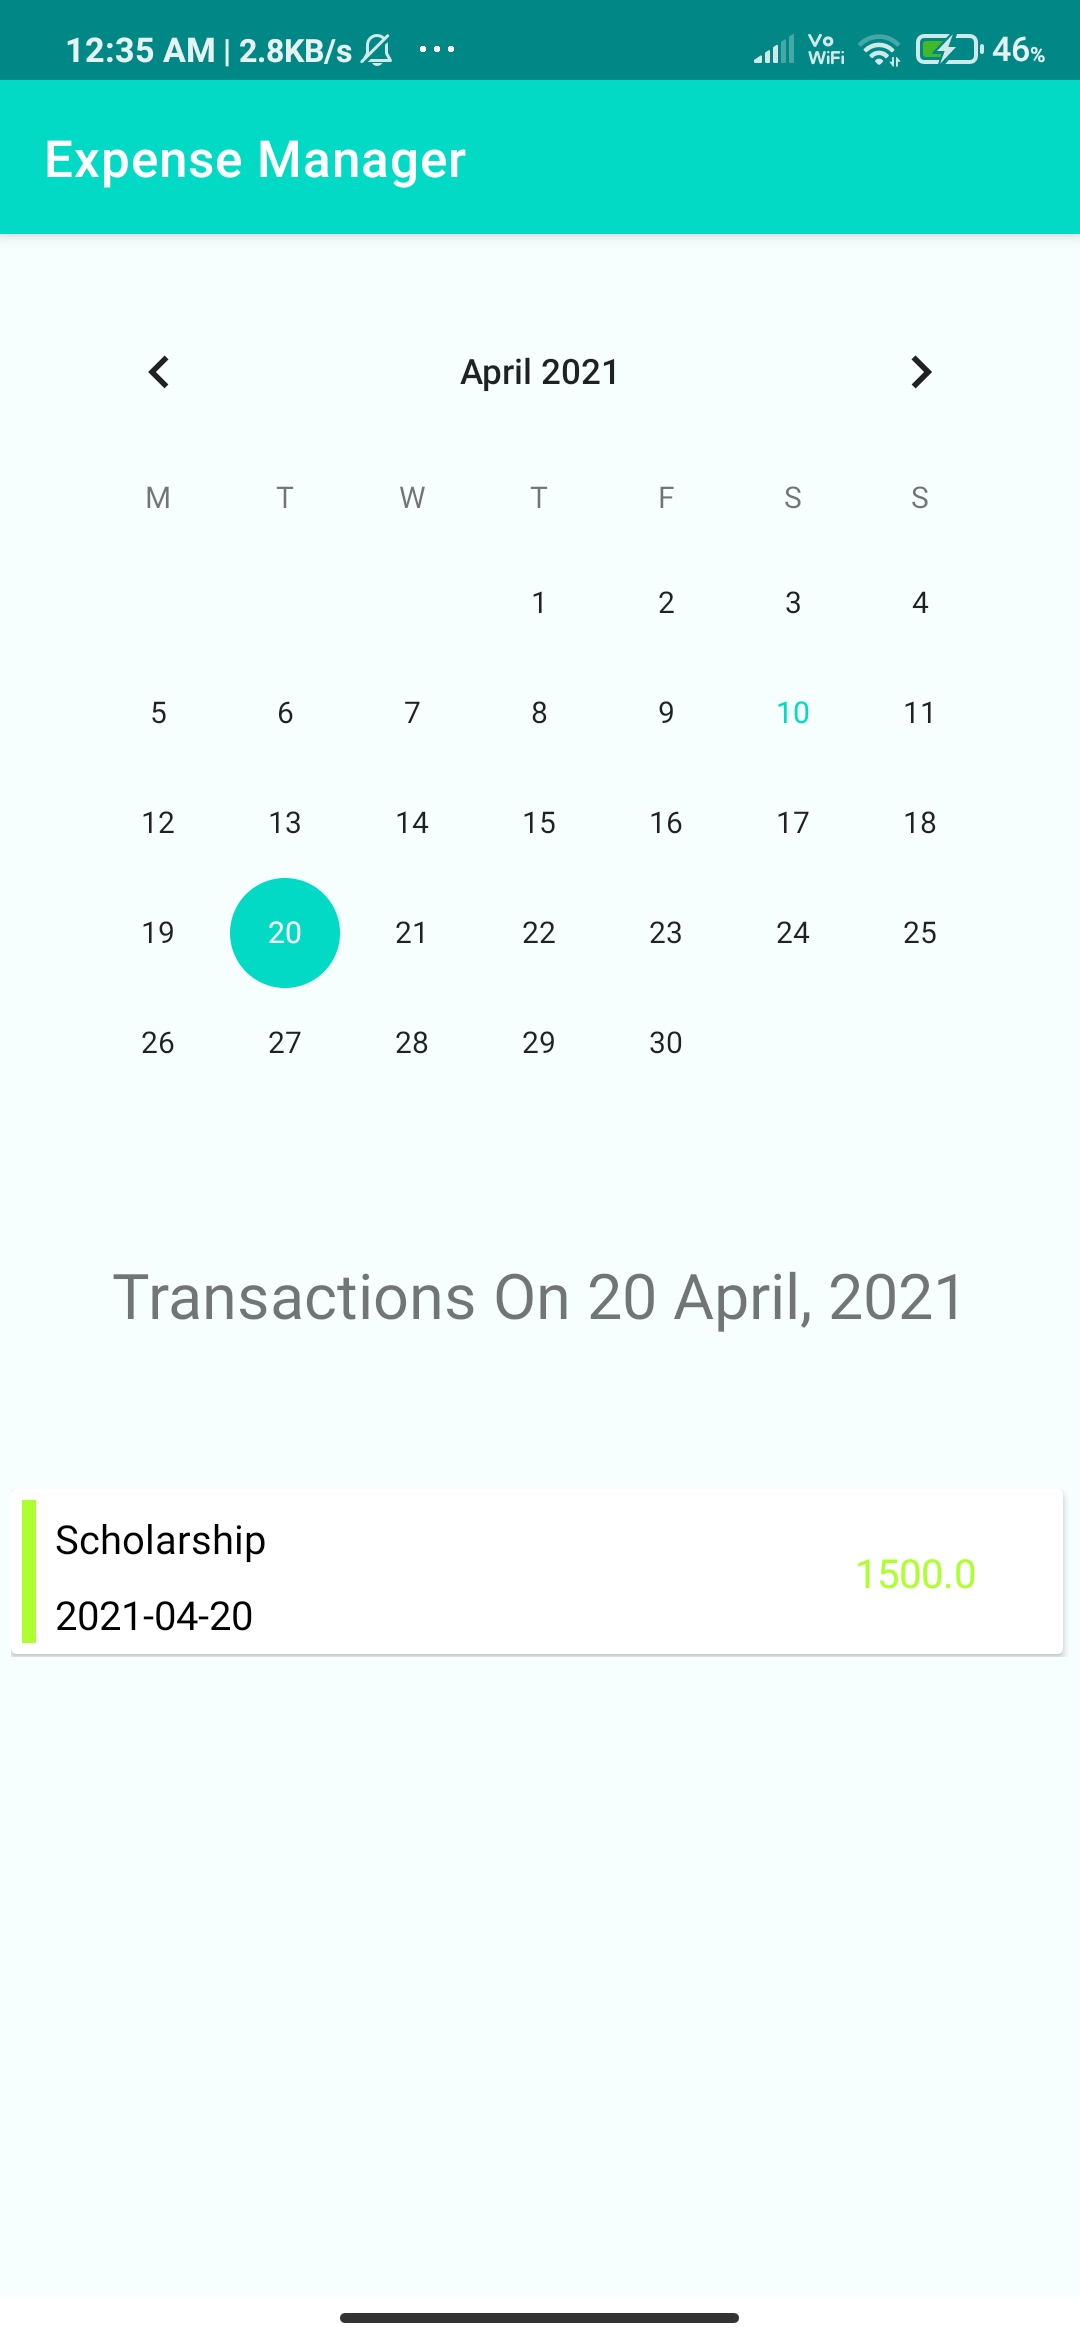 12:35 AM | 2.8KB/s ... Vo WiFi 46%
Expense Manager
April 2021
M T W T F S S
1 2 3 4
5 6 7 8 9 10 11
12 13 14 15 16 17 18
19 20 21 22 23 24 25
26 27 28 29 30
Transactions On 20 April, 2021
Scholarship
1500.0
2021-04-20